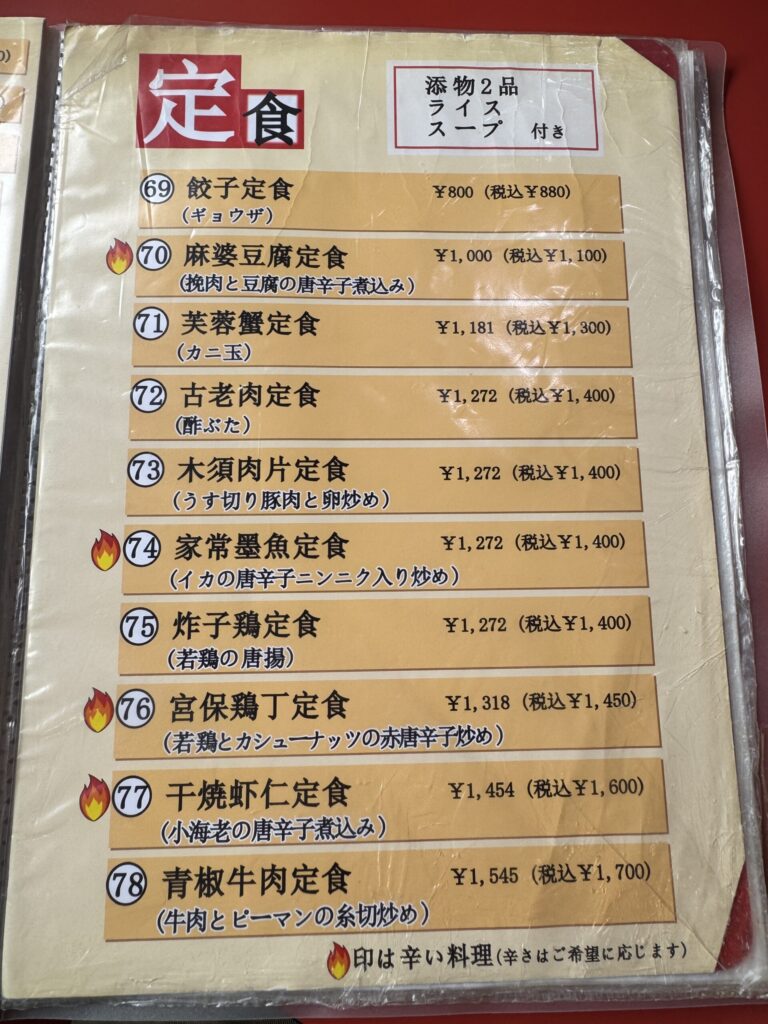 定食
添物2品
ライス
スープ 付き
69 餃子定食 ¥800 (税込¥880)
(ギョウザ)
70 麻婆豆腐定食 ¥1,000 (税込¥1,100)
(挽肉と豆腐の唐辛子煮込み)
71 芙蓉蟹定食 ¥1,181 (税込¥1,300)
(カニ玉)
72 古老肉定食 ¥1,272 (税込¥1,400)
(酢ぶた)
73 木須肉片定食 ¥1,272 (税込¥1,400)
(うす切り豚肉と卵炒め)
74 家常墨魚定食 ¥1,272 (税込¥1,400)
(イカの唐辛子ニンニク入り炒め)
75 炸子鶏定食 ¥1,272 (税込¥1,400)
(若鶏の唐揚)
76 宮保鶏丁定食 ¥1,318 (税込¥1,450)
(若鶏とカシューナッツの赤唐辛子炒め)
77 干焼虾仁定食 ¥1,454 (税込¥1,600)
(小海老の唐辛子煮込み)
78 青椒牛肉定食 ¥1,545 (税込¥1,700)
(牛肉とピーマンの糸切炒め)
印は辛い料理(辛さはご希望に応じます)